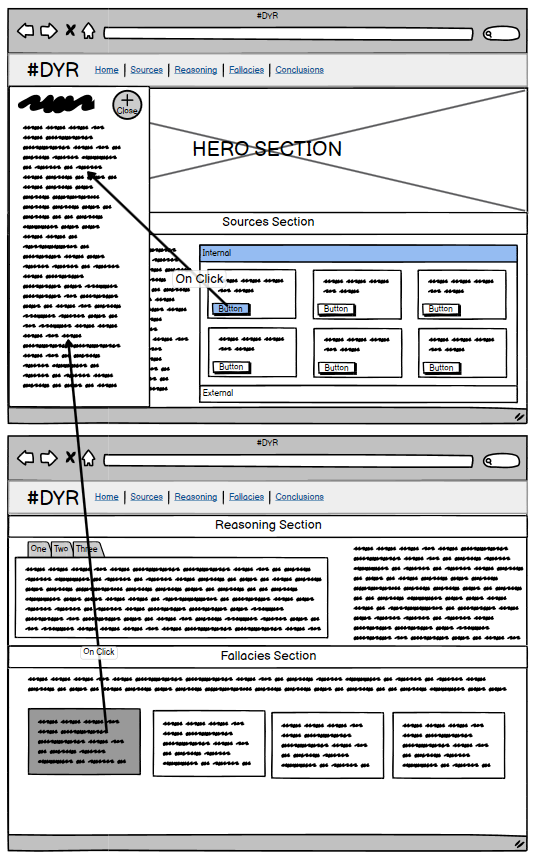 #DYR
#DYR Home | Sources | Reasoning | Fallacies | Conclusions
Close
HERO SECTION
Sources Section
Internal
On Click
Button Button Button
Button Button Button
External
#DYR
#DYR Home | Sources | Reasoning | Fallacies | Conclusions
Reasoning Section
One Two Three
On Click
Fallacies Section